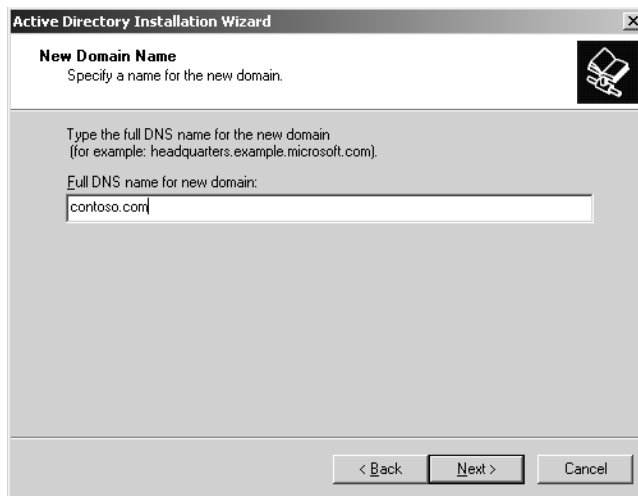 Active Directory Installation Wizard
New Domain Name
Specify a name for the new domain.
Type the full DNS name for the new domain
(for example: headquarters.example.microsoft.com).
Full DNS name for new domain:
contoso.com
< Back Next > Cancel